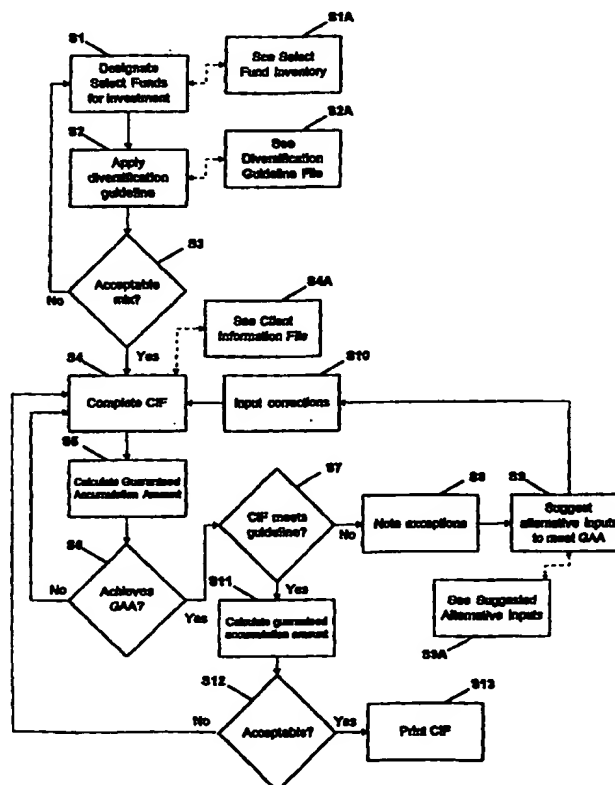 S1
Designate
Select Funds
for Investment
S1A
See Select
Fund Inventory
S2
Apply
diversification
guideline
S2A
See
Diversification
Guideline File
S3
Acceptable
mix?
No
Yes
S4A
See Client
Information File
S4
Complete CIF
S10
Input corrections
S5
Calculate Guaranteed
Accumulation Amount
S6
Achieves
GAA?
No
Yes
S7
CIF meets
guideline?
No
Yes
S8
Note exceptions
S9
Suggest
alternative inputs
to meet GAA
S9A
See Suggested
Alternative Inputs
S11
Calculate guaranteed
accumulation amount
S12
Acceptable?
No
Yes
S13
Print CIF